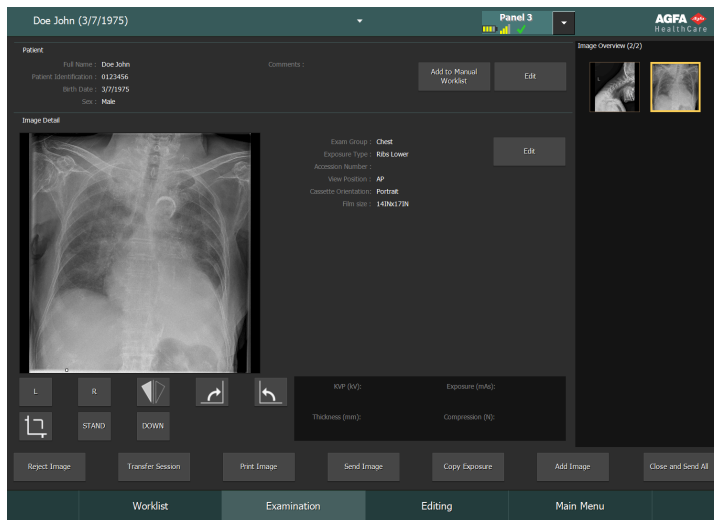 Doe John (3/7/1975)
Panel 3
AGFA
Agfa
HealthCare
Patient
Full Name : Doe John
Patient Identification : 0123456
Birth Date : 3/7/1975
Sex : Male
Comments :
Add to Manual
Worklist
Edit
Image Overview (2/2)
L
Image Detail
Exam Group : Chest
Exposure Type : Ribs Lower
Accession Number :
View Position : AP
Cassette Orientation: Portrait
Film size : 14INx17IN
Edit
L
R
STAND
DOWN
KVP (kV):
Exposure (mAs):
Thickness (mm):
Compression (N):
Reject Image
Transfer Session
Print Image
Send Image
Copy Exposure
Add Image
Close and Send All
Worklist
Examination
Editing
Main Menu